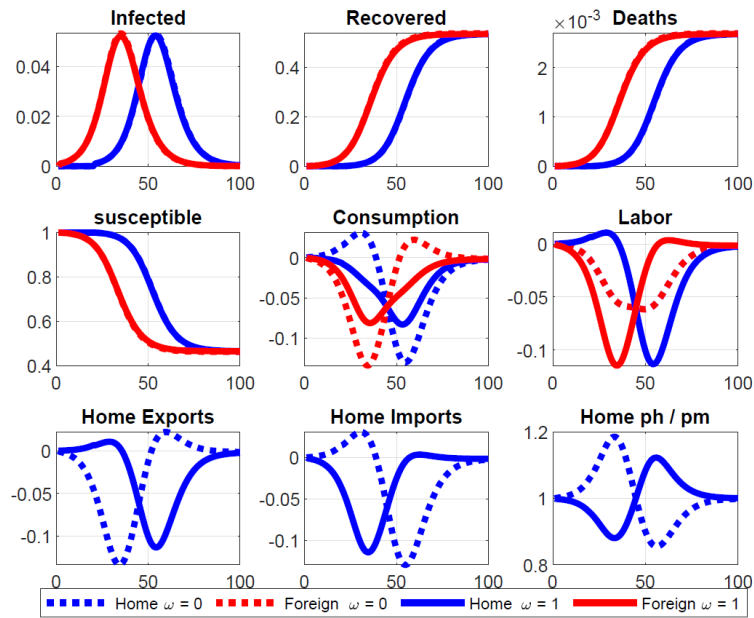 Infected
Recovered
Deaths
×10⁻³
0.04
0.02
0
0 50 100
0.4
0.2
0
0 50 100
2
1
0
0 50 100
susceptible
Consumption
Labor
1
0.8
0.6
0.4
0 50 100
0
-0.05
-0.1
0 50 100
0
-0.05
-0.1
0 50 100
Home Exports
Home Imports
Home ph / pm
0
-0.05
-0.1
0 50 100
0
-0.05
-0.1
0 50 100
1.2
1
0.8
0 50 100
Home ω = 0 Foreign ω = 0 Home ω = 1 Foreign ω = 1